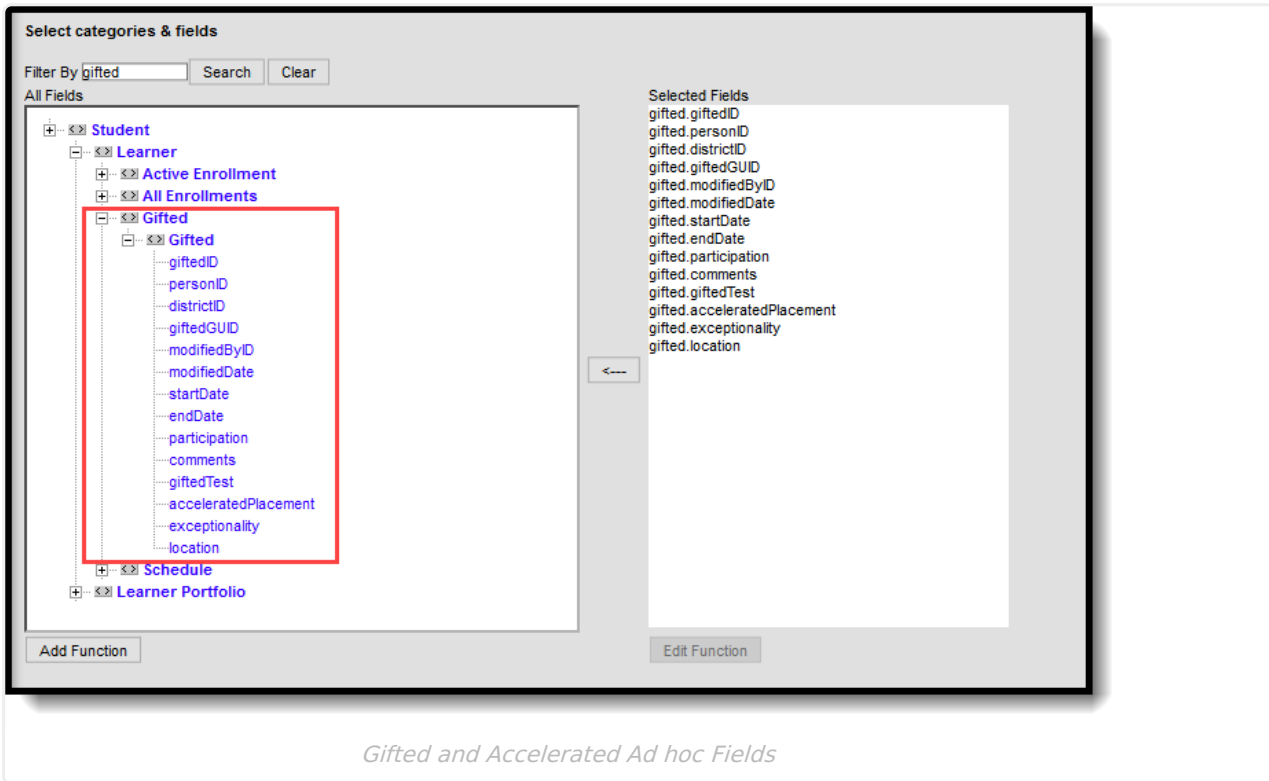 Select categories & fields
Filter By gifted Search Clear
All Fields
Student
Learner
Active Enrollment
All Enrollments
Gifted
Gifted
giftedID
personID
districtID
giftedGUID
modifiedByID
modifiedDate
startDate
endDate
participation
comments
giftedTest
acceleratedPlacement
exceptionality
location
Schedule
Learner Portfolio
Add Function
<---
Selected Fields
gifted.giftedID
gifted.personID
gifted.districtID
gifted.giftedGUID
gifted.modifiedByID
gifted.modifiedDate
gifted.startDate
gifted.endDate
gifted.participation
gifted.comments
gifted.giftedTest
gifted.acceleratedPlacement
gifted.exceptionality
gifted.location
Edit Function
Gifted and Accelerated Ad hoc Fields